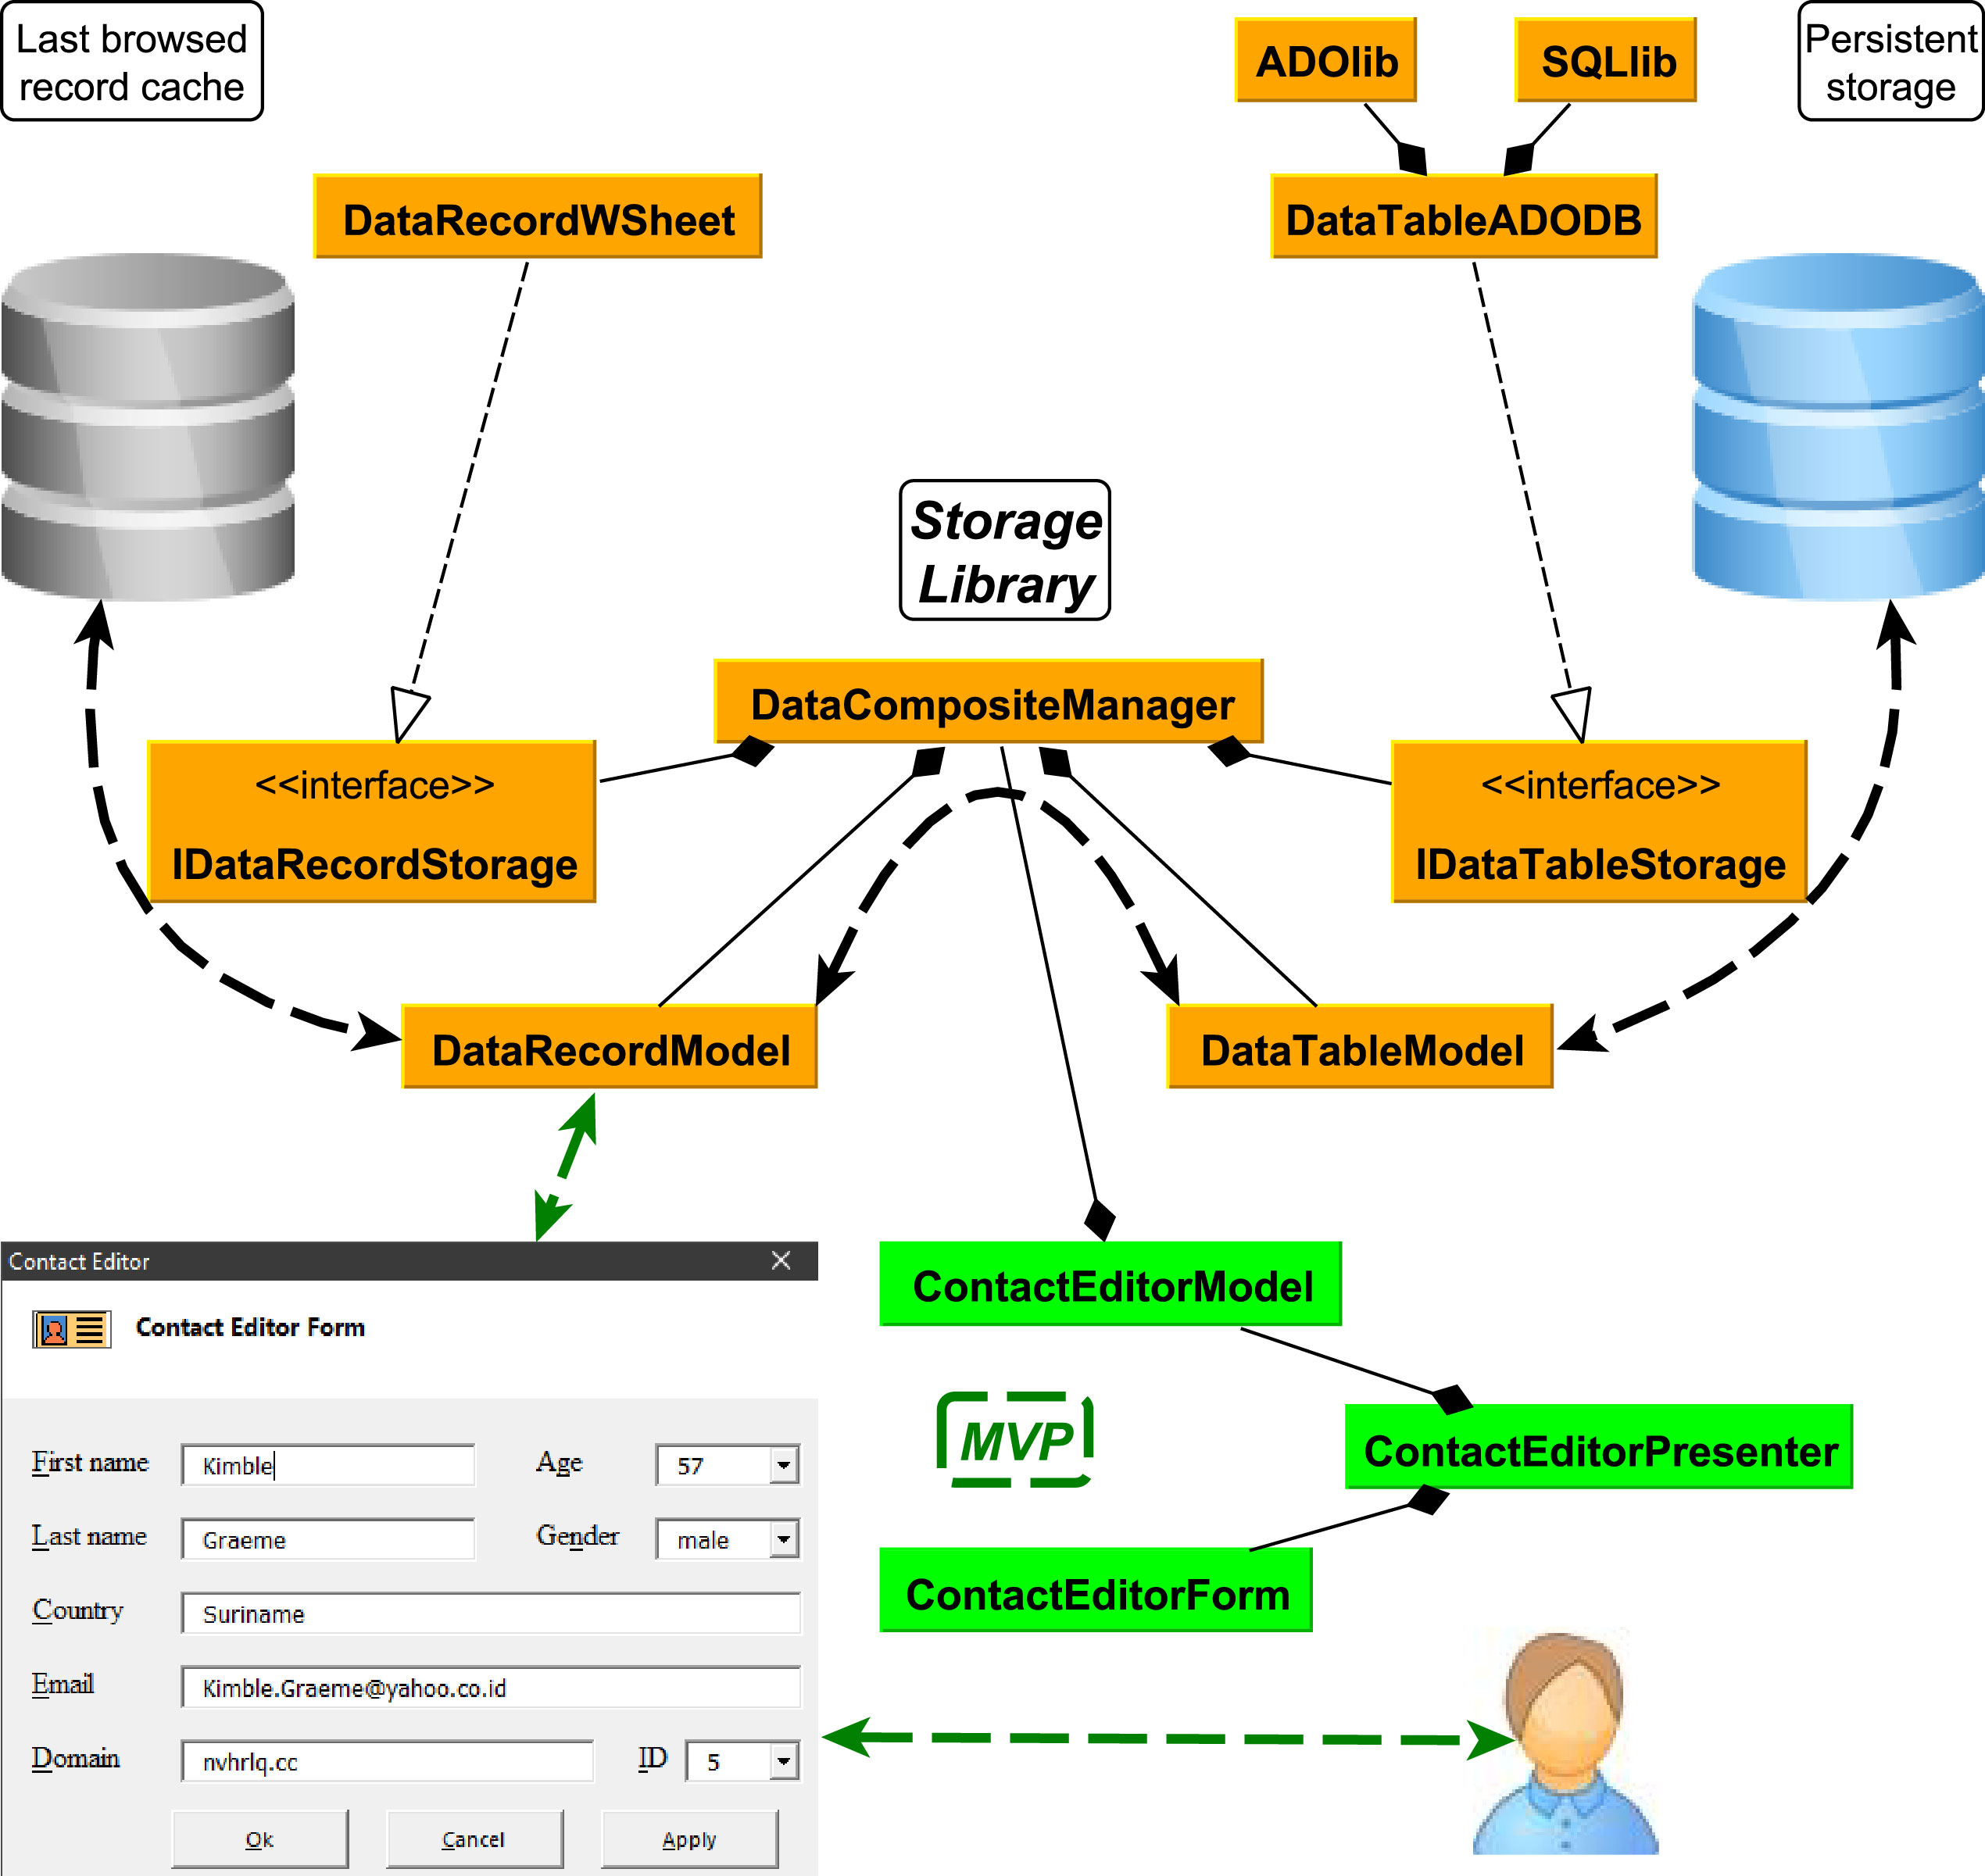 Last browsed
record cache
ADOlib
SQLlib
Persistent
storage
DataRecordWSheet
DataTableADODB
Storage
Library
DataCompositeManager
<<interface>>
IDataRecordStorage
<<interface>>
IDataTableStorage
DataRecordModel
DataTableModel
Contact Editor
Contact Editor Form
First name
Kimble
Age
57
Last name
Graeme
Gender
male
Country
Suriname
Email
Kimble.Graeme@yahoo.co.id
Domain
nvhrlq.cc
ID
5
Ok
Cancel
Apply
ContactEditorModel
MVP
ContactEditorPresenter
ContactEditorForm